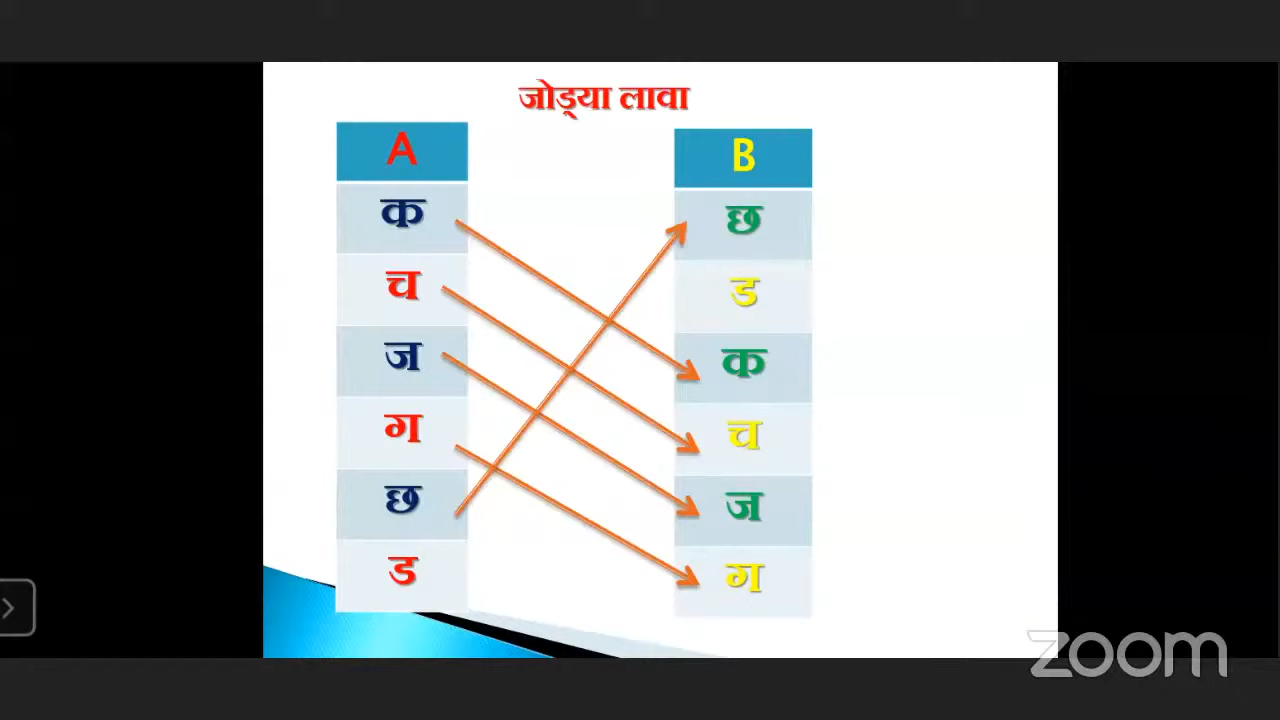 जोड्या लावा
A B
क छ
च ड
ज क
ग च
छ ज
ड ग
zoom